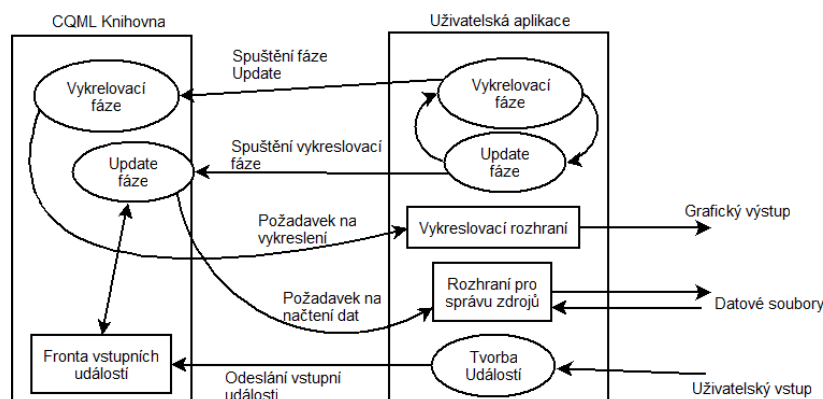 CQML Knihovna
Uživatelská aplikace
Spuštění fáze
Update
Vykrelovací
fáze
Vykrelovací
fáze
Spuštění vykreslovací
fáze
Update
fáze
Update
fáze
Požadavek na
vykreslení
Vykreslovací rozhraní
Grafický výstup
Požadavek na
načtení dat
Rozhraní pro
správu zdrojů
Datové soubory
Fronta vstupních
událostí
Odeslání vstupní
události
Tvorba
Událostí
Uživatelský vstup